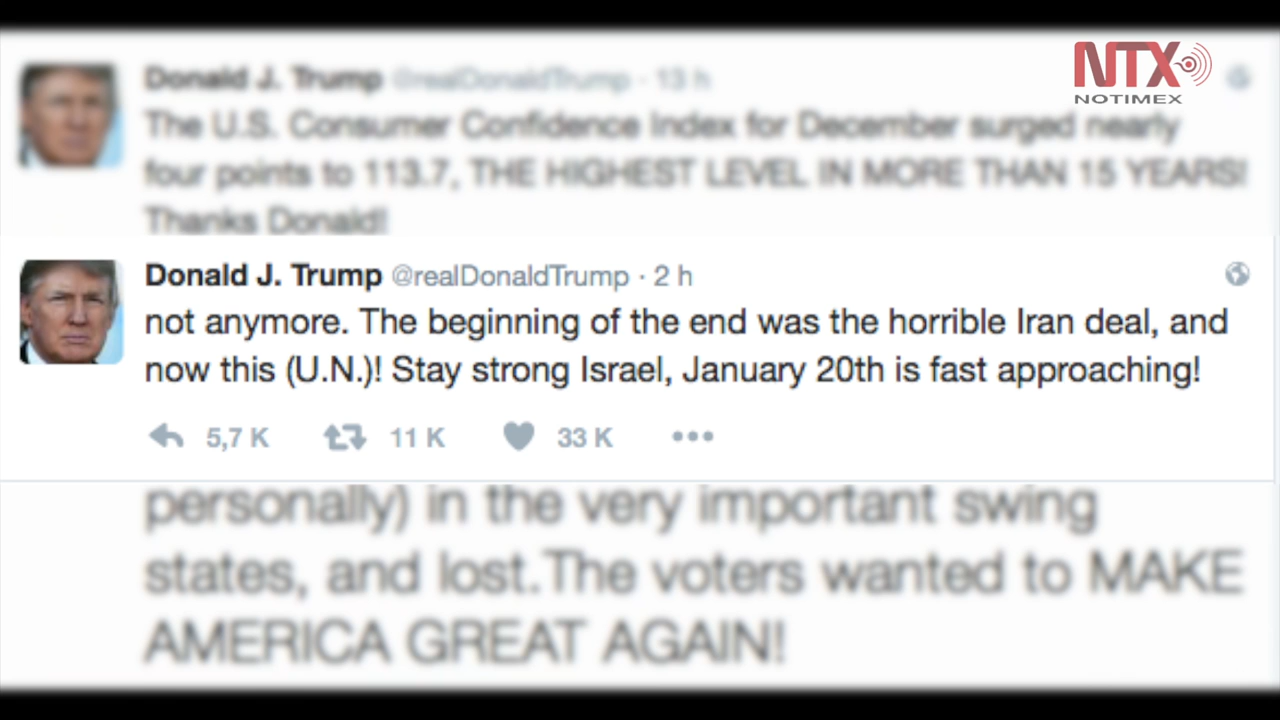 NTX
NOTIMEX
Donald J. Trump @realDonaldTrump · 13 h
The U.S. Consumer Confidence Index for December surged nearly
four points to 113.7, THE HIGHEST LEVEL IN MORE THAN 15 YEARS!
Thanks Donald!
Donald J. Trump @realDonaldTrump · 2 h
not anymore. The beginning of the end was the horrible Iran deal, and
now this (U.N.)! Stay strong Israel, January 20th is fast approaching!
5,7 K 11 K 33 K
personally) in the very important swing
states, and lost.The voters wanted to MAKE
AMERICA GREAT AGAIN!